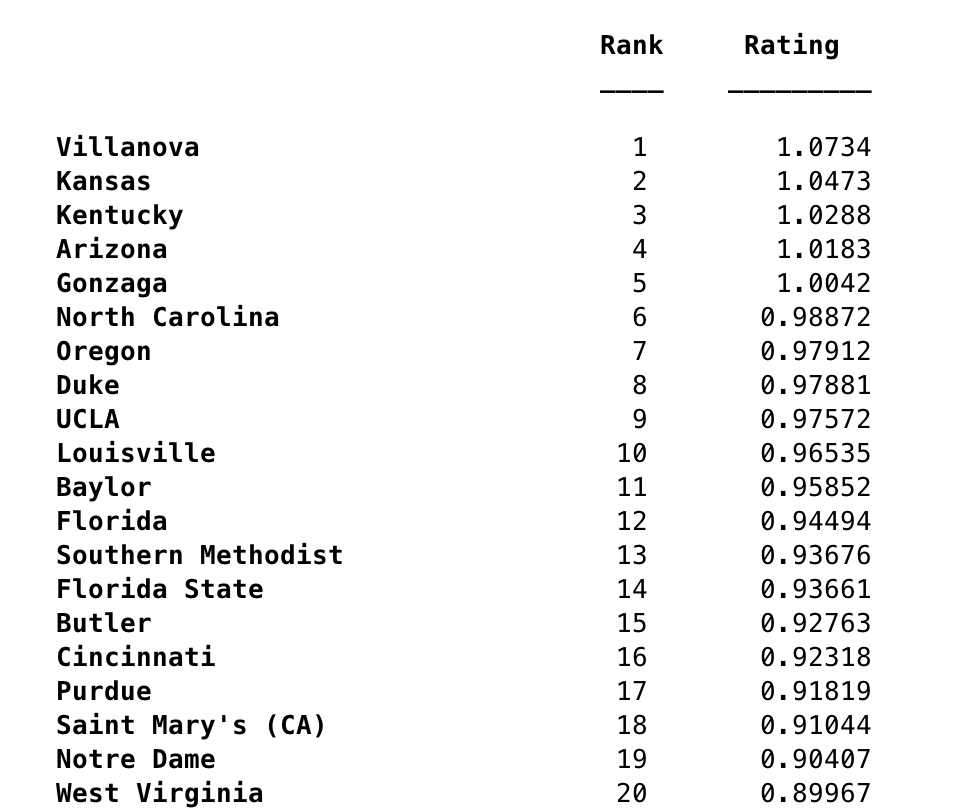 Rank Rating
____ _________
Villanova 1 1.0734
Kansas 2 1.0473
Kentucky 3 1.0288
Arizona 4 1.0183
Gonzaga 5 1.0042
North Carolina 6 0.98872
Oregon 7 0.97912
Duke 8 0.97881
UCLA 9 0.97572
Louisville 10 0.96535
Baylor 11 0.95852
Florida 12 0.94494
Southern Methodist 13 0.93676
Florida State 14 0.93661
Butler 15 0.92763
Cincinnati 16 0.92318
Purdue 17 0.91819
Saint Mary's (CA) 18 0.91044
Notre Dame 19 0.90407
West Virginia 20 0.89967